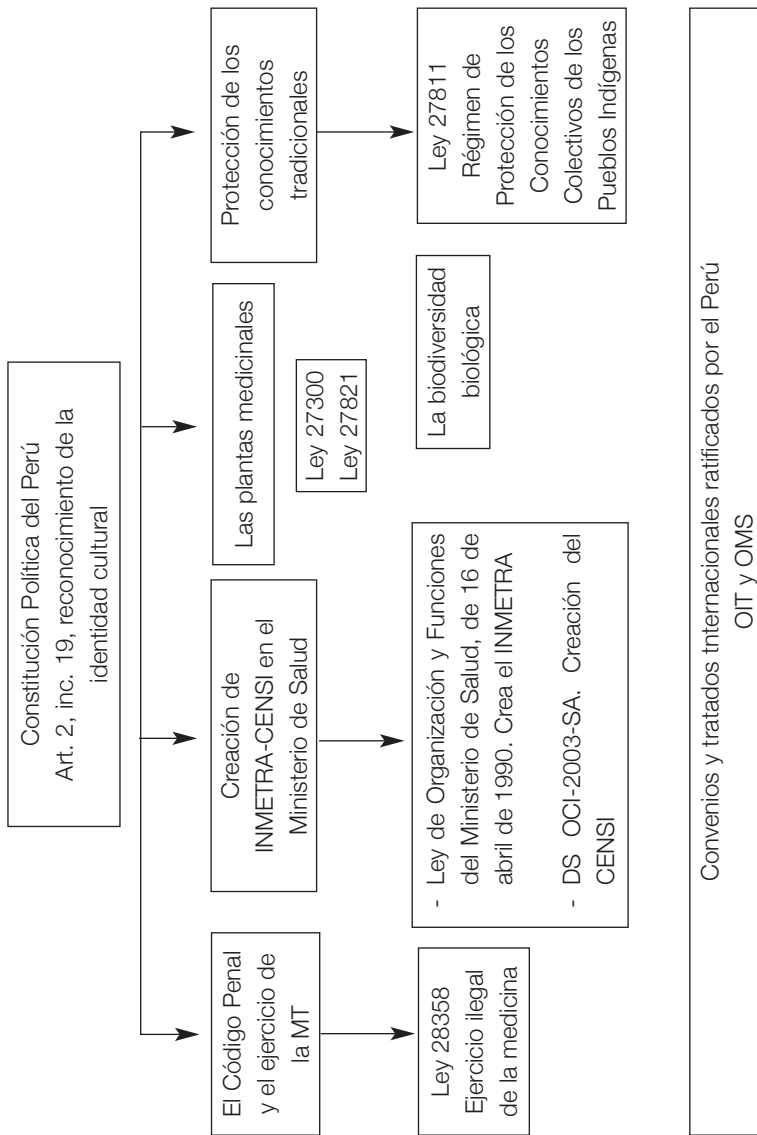 Constitución Política del Perú
Art. 2, inc. 19, reconocimiento de la
identidad cultural
El Código Penal
y el ejercicio de
la MT
Creación de
INMETRA-CENSI en el
Ministerio de Salud
Las plantas medicinales
Protección de los
conocimientos
tradicionales
Ley 28358
Ejercicio ilegal
de la medicina
- Ley de Organización y Funciones
del Ministerio de Salud, de 16 de
abril de 1990. Crea el INMETRA
- DS OCI-2003-SA. Creación del
CENSI
Ley 27300
Ley 27821
La biodiversidad
biológica
Ley 27811
Régimen de
Protección de los
Conocimientos
Colectivos de los
Pueblos Indígenas
Convenios y tratados Internacionales ratificados por el Perú
OIT y OMS